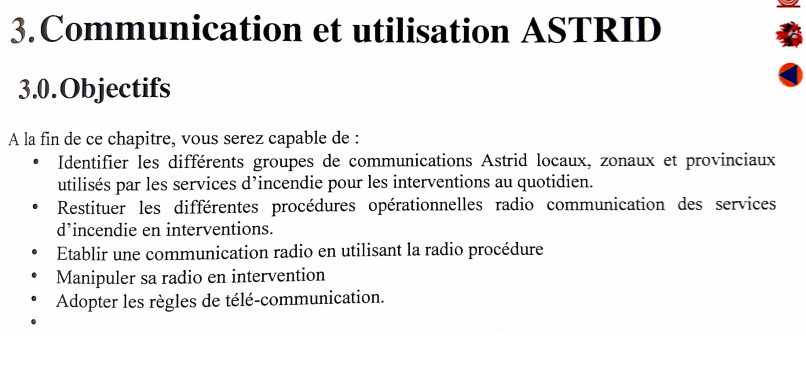 3. Communication et utilisation ASTRID
3.0. Objectifs
A la fin de ce chapitre, vous serez capable de :
• Identifier les différents groupes de communications Astrid locaux, zonaux et provinciaux
utilisés par les services d'incendie pour les interventions au quotidien.
• Restituer les différentes procédures opérationnelles radio communication des services
d'incendie en interventions.
• Etablir une communication radio en utilisant la radio procédure
• Manipuler sa radio en intervention
• Adopter les règles de télé-communication.
•